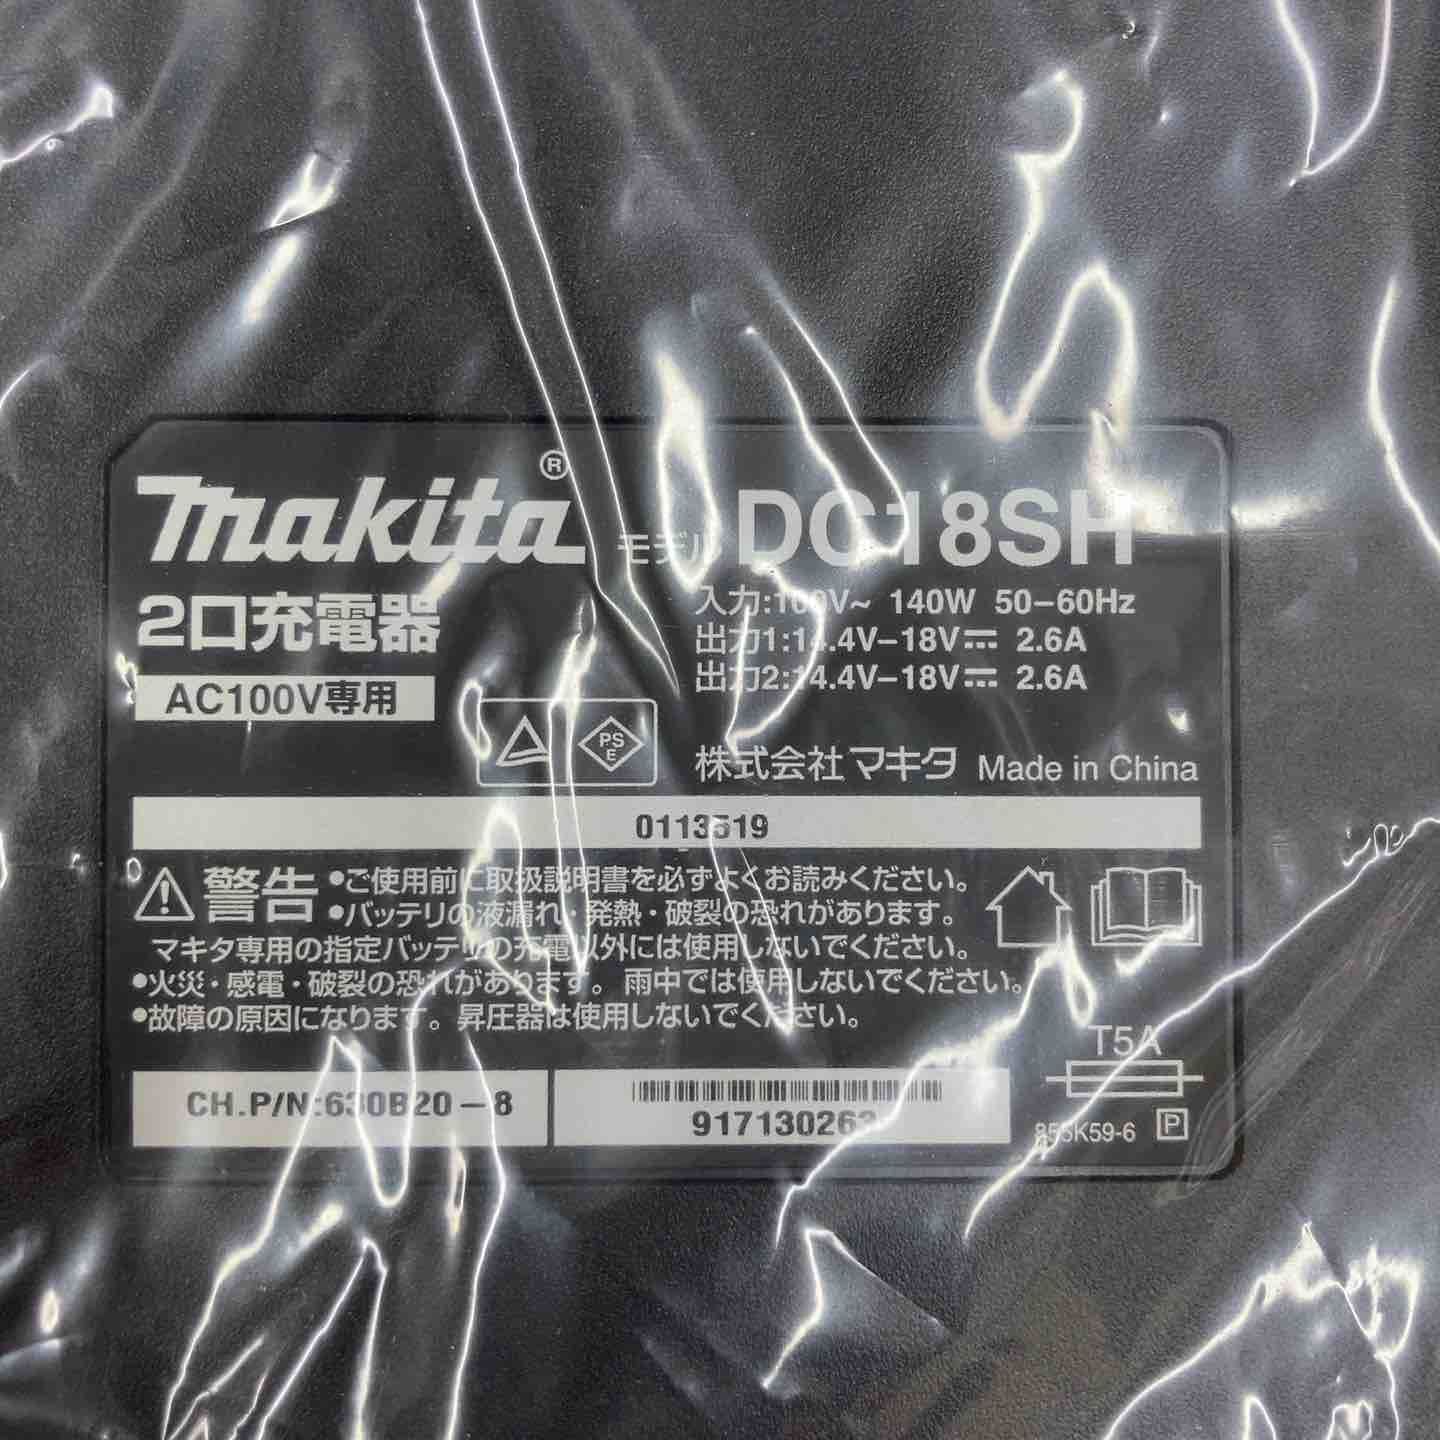 makita®
モデル DC18SH
2口充電器
入力:100V~ 140W 50-60Hz
出力1:14.4V-18V⎓ 2.6A
出力2:14.4V-18V⎓ 2.6A
AC100V専用
PS
E
株式会社マキタ Made in China
0113519
警告 •ご使用前に取扱説明書を必ずよくお読みください。
•バッテリの液漏れ・発熱・破裂の恐れがあります。
マキタ専用の指定バッテリの充電以外には使用しないでください。
•火災・感電・破裂の恐れがあります。雨中では使用しないでください。
•故障の原因になります。昇圧器は使用しないでください。
T5A
CH.P/N:630B20-8
855K59-6 P